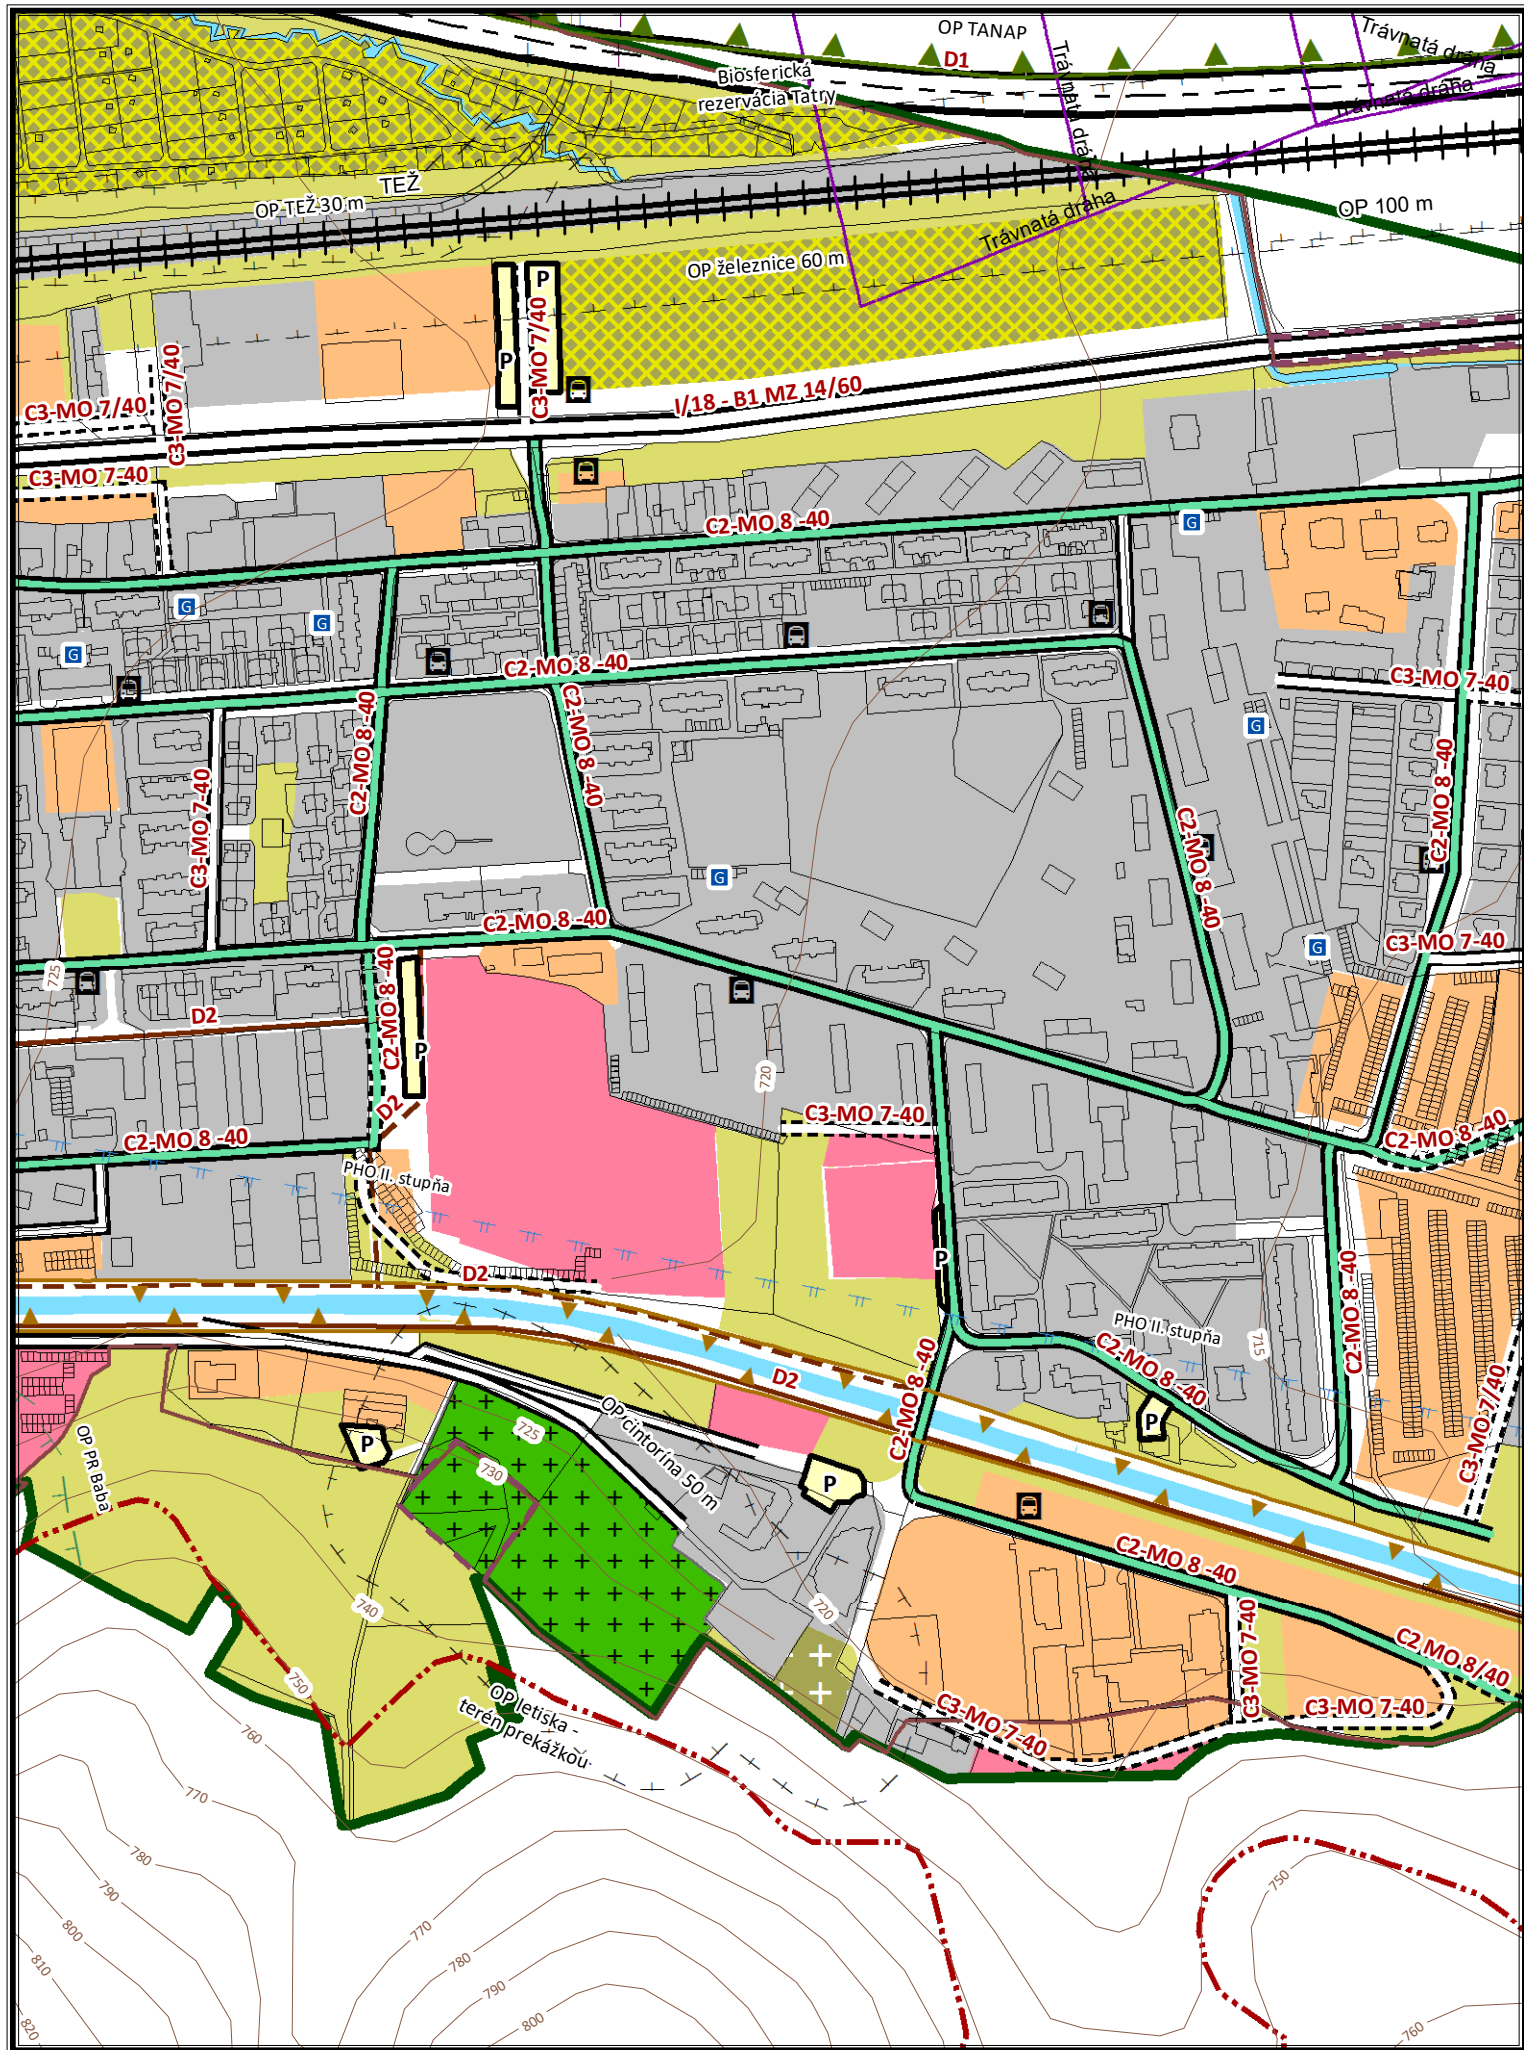 OP TANAP
Trávnatá dráha
D1
Biosferická
rezervácia Tatry
Trávnatá dráha
Trávnatá dráha
TEŽ
OP TEŽ 30 m
OP 100 m
Trávnatá dráha
OP železnice 60 m
P
C3-MO 7/40
P
C3-MO 7/40
C3-MO 7/40
I/18 - B1 MZ 14/60
C3-MO 7-40
C2-MO 8 -40
G
G
G
G
C2-MO 8 -40
C3-MO 7-40
C2-MO 8 -40
C2-MO 8 -40
G
C2-MO 8 -40
C3-MO 7-40
C2-MO 8 -40
G
C2-MO 8 -40
C3-MO 7-40
G
725
C2-MO 8 -40
D2
P
720
D2
C3-MO 7-40
C2-MO 8 -40
C2-MO 8 -40
PHO II. stupňa
P
D2
C2-MO 8 -40
PHO II. stupňa
715
C2-MO 8 -40
C2-MO 8 -40
D2
C3-MO 7/40
P
P
OP cintorína 50 m
725
730
OP PR Baba
P
C2-MO 8 -40
740
720
C2 MO 8/40
C3-MO 7-40
750
OP letiska -
terén prekážkou
C3-MO 7-40
C3-MO 7-40
760
770
780
790
800
810
820
770
780
790
800
750
760